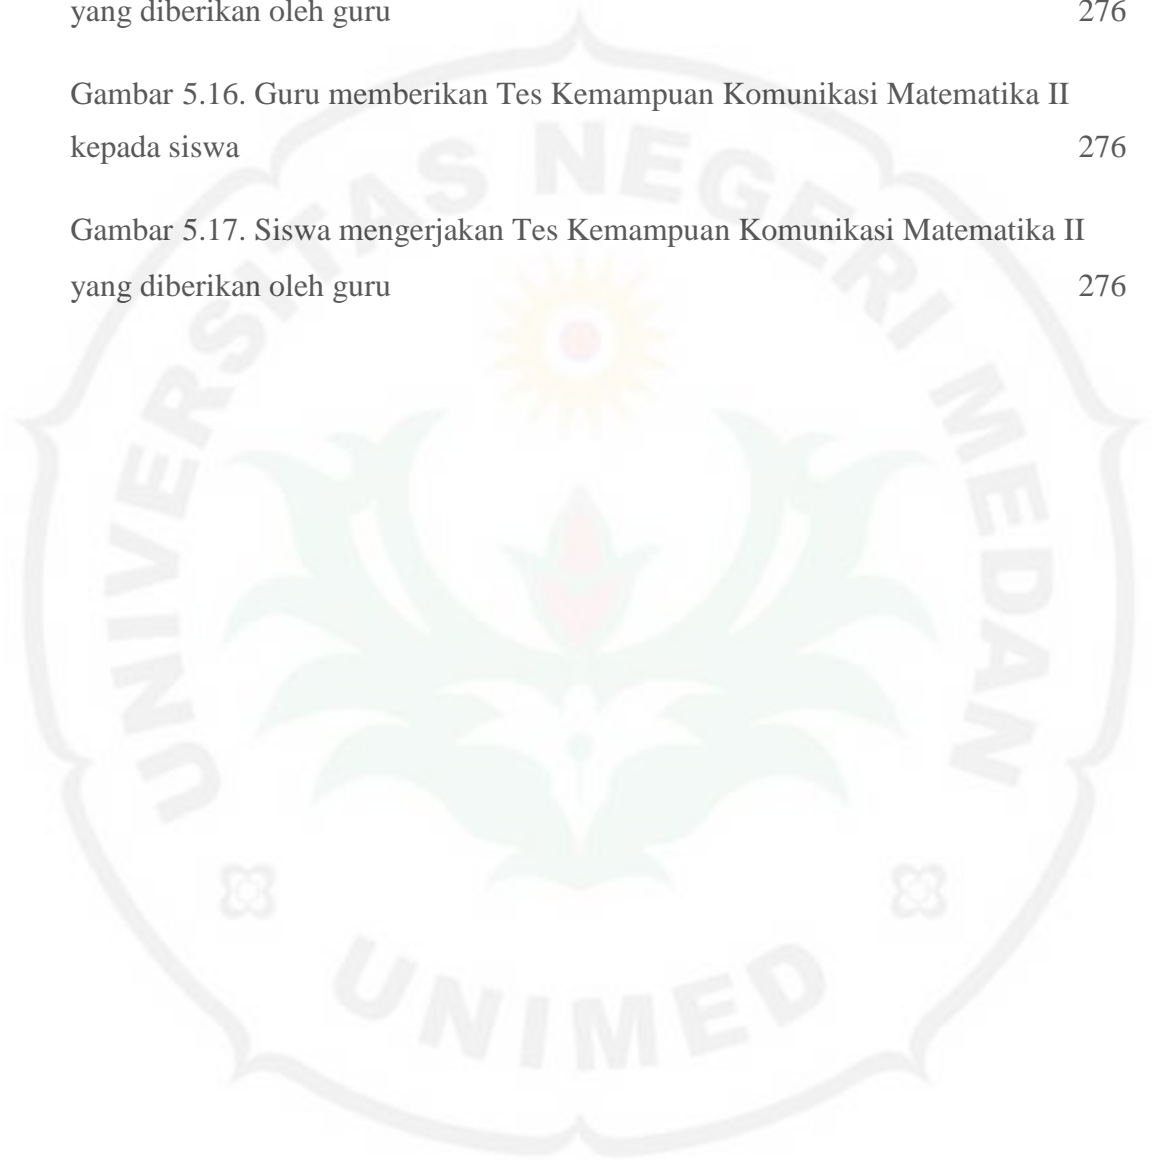 yang diberikan oleh guru 276
Gambar 5.16. Guru memberikan Tes Kemampuan Komunikasi Matematika II
kepada siswa 276
Gambar 5.17. Siswa mengerjakan Tes Kemampuan Komunikasi Matematika II
yang diberikan oleh guru 276
UNIVERSITAS NEGERI MEDAN
UNIMED